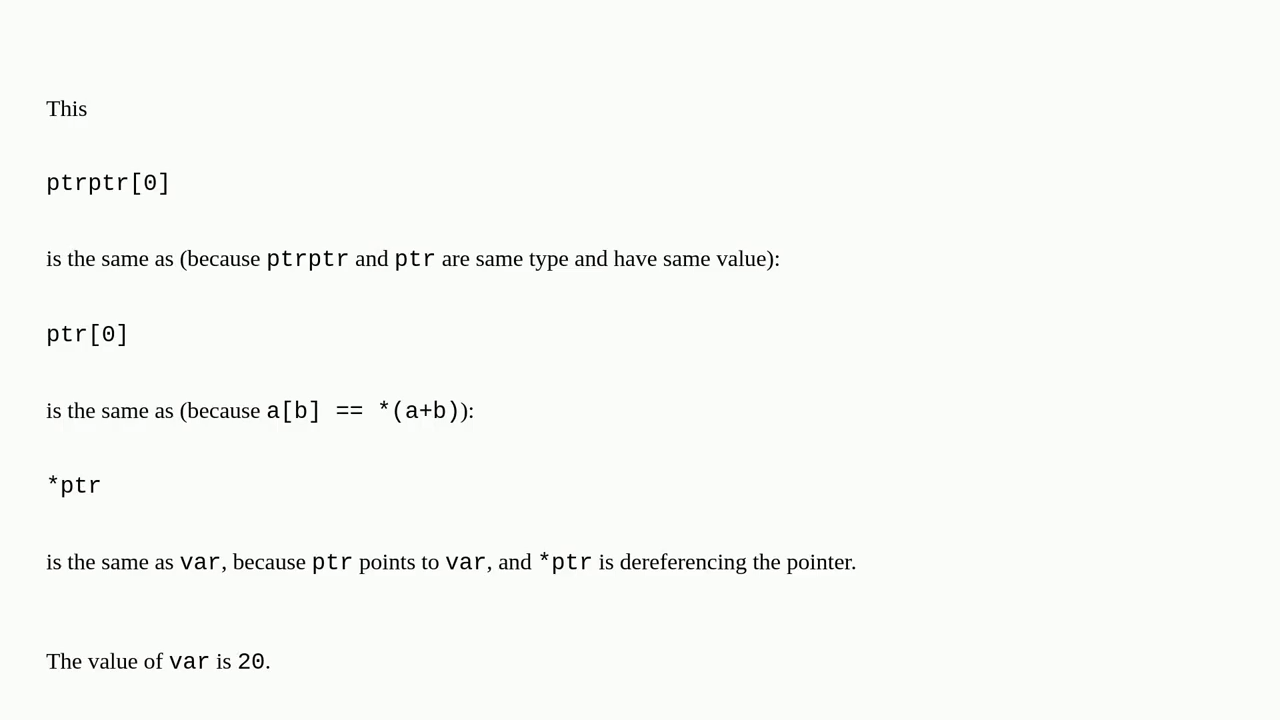 This
ptrptr[0]
is the same as (because ptrptr and ptr are same type and have same value):
ptr[0]
is the same as (because a[b] == *(a+b)):
*ptr
is the same as var, because ptr points to var, and *ptr is dereferencing the pointer.
The value of var is 20.